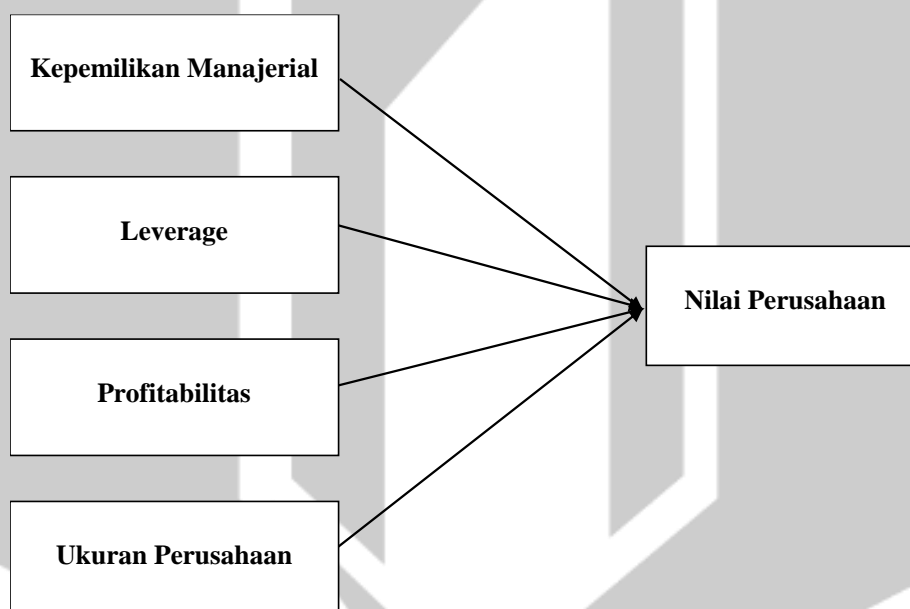 Kepemilikan Manajerial
Leverage
Profitabilitas
Ukuran Perusahaan
Nilai Perusahaan